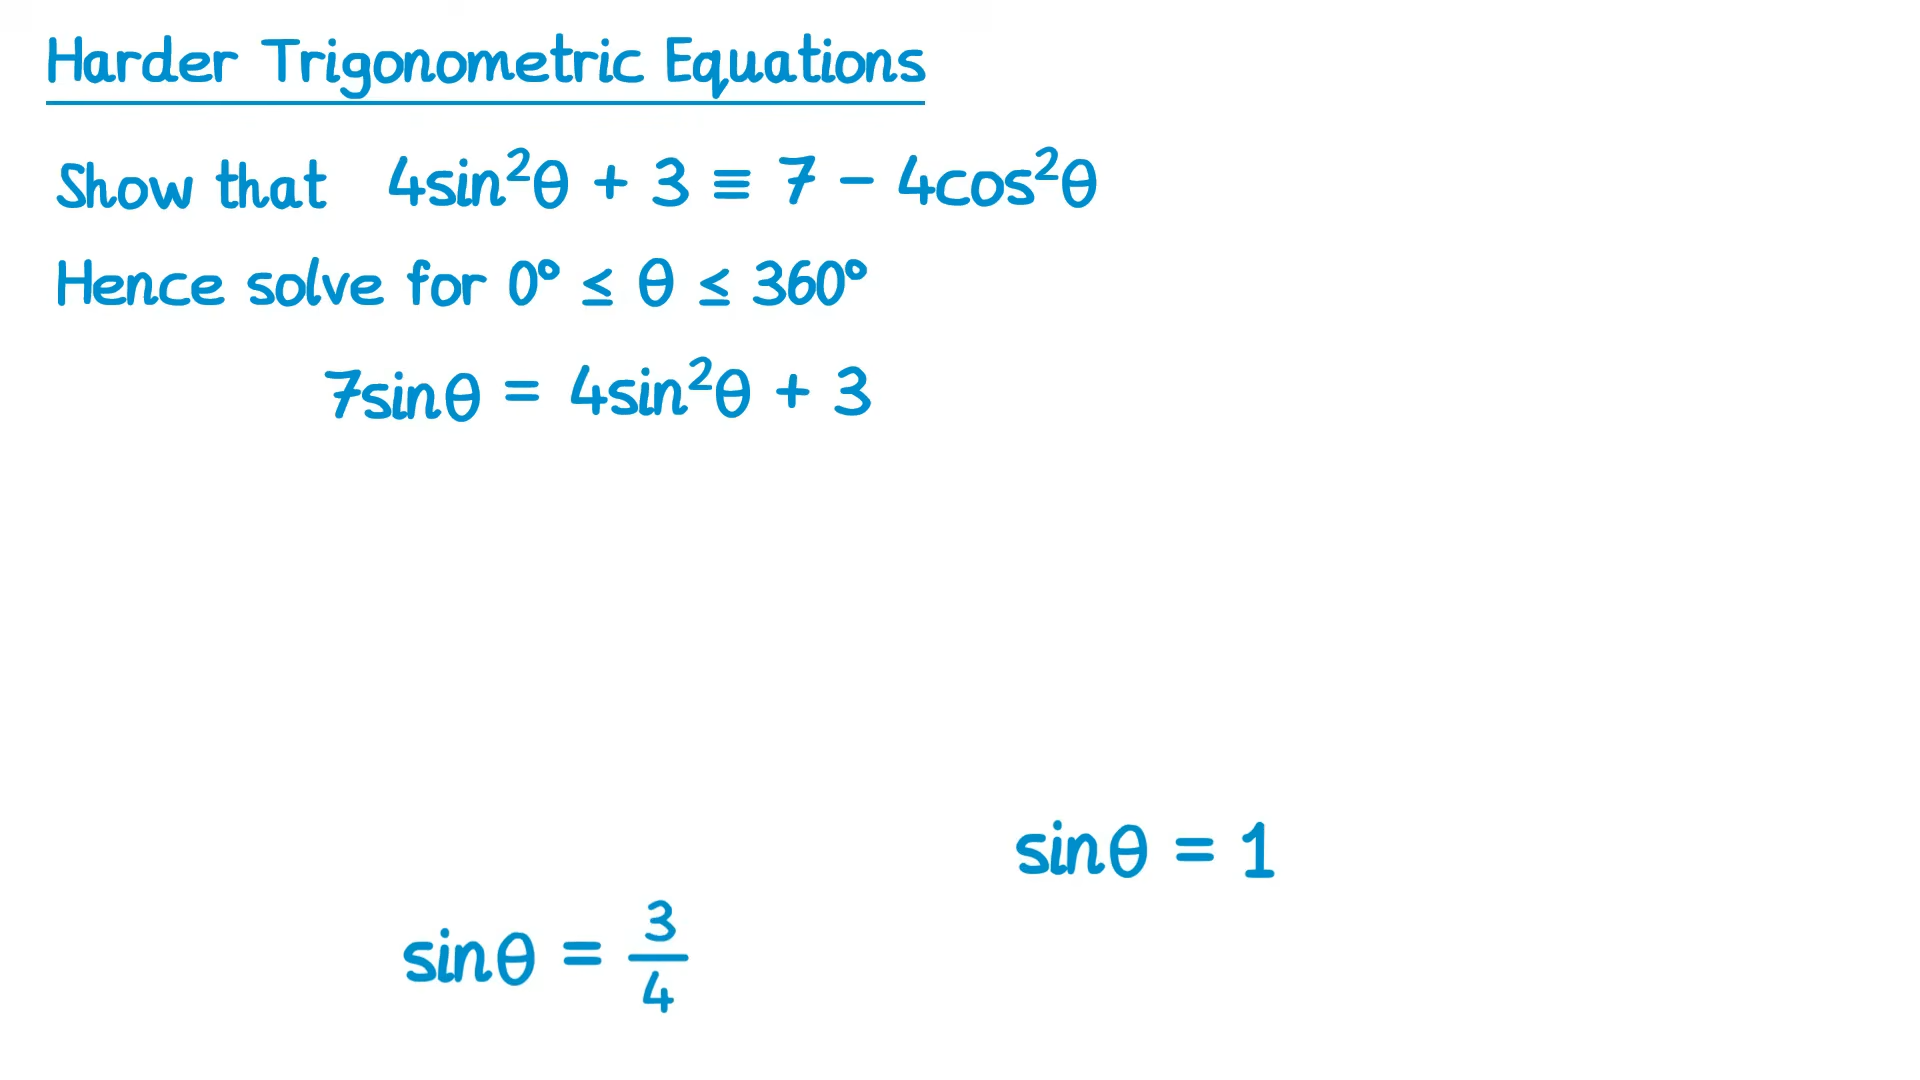 Harder Trigonometric Equations
Show that 4sin²θ + 3 ≡ 7 − 4cos²θ
Hence solve for 0° ≤ θ ≤ 360°
7sinθ = 4sin²θ + 3
sinθ = 1
sinθ = 3/4